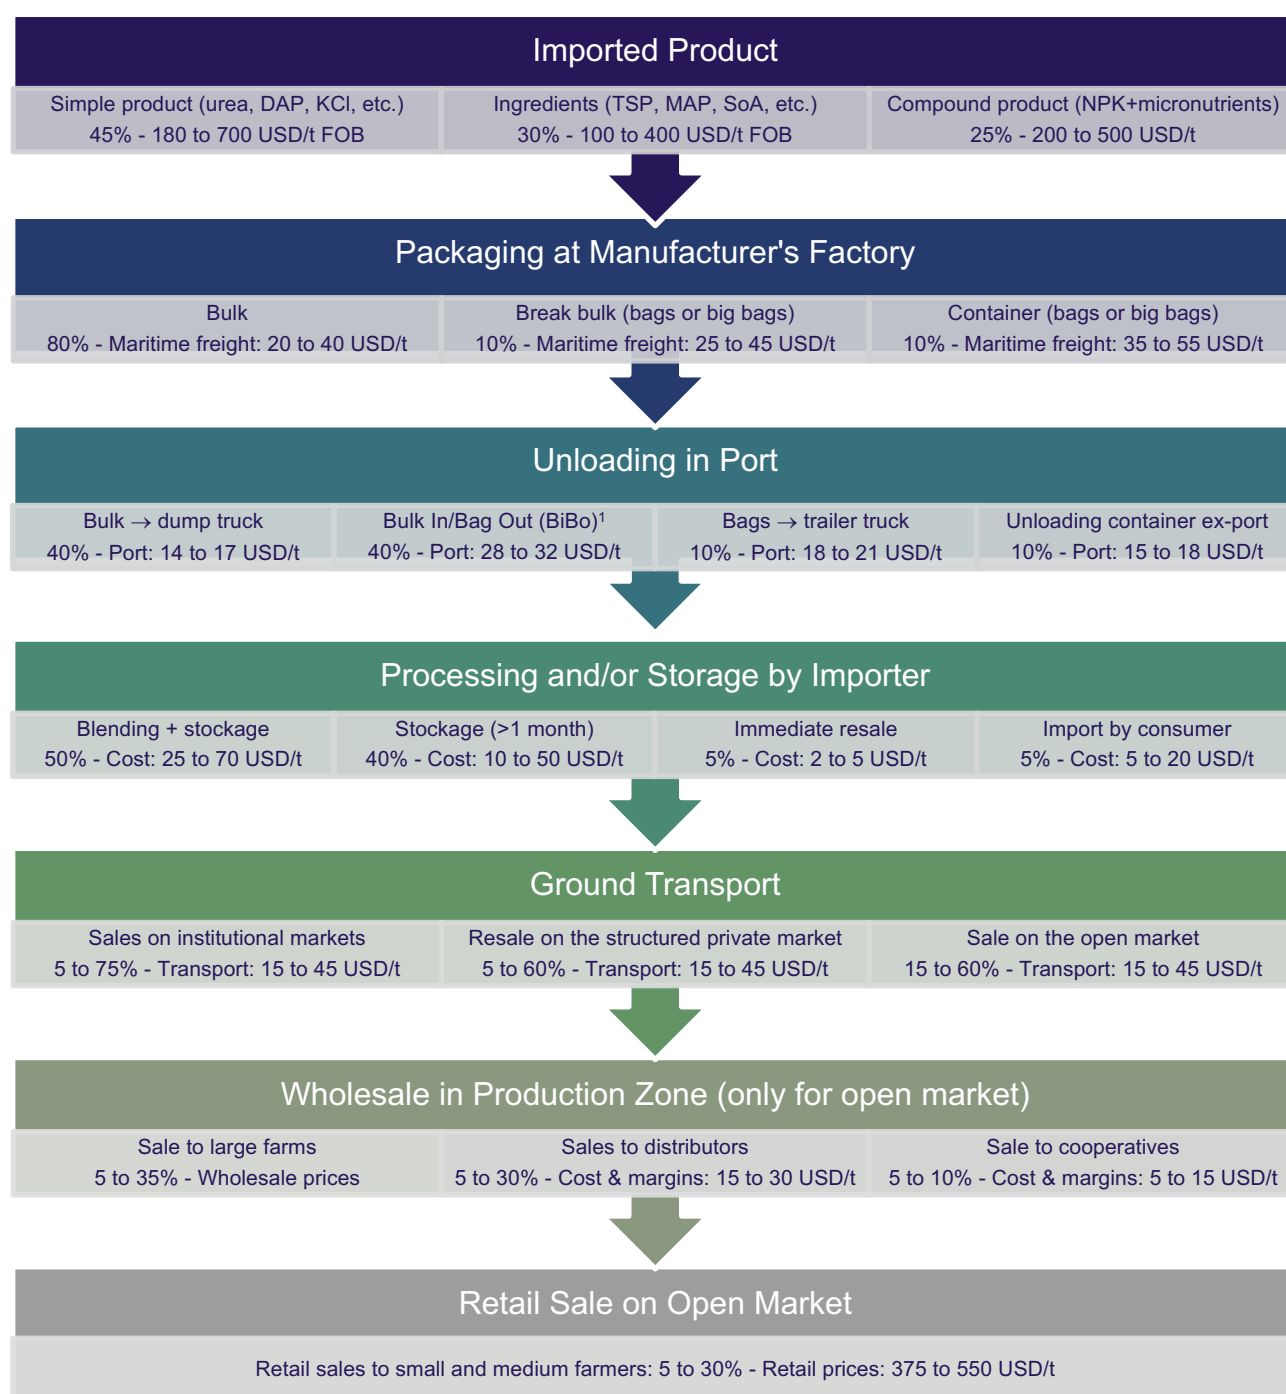 Imported Product
Simple product (urea, DAP, KCl, etc.)
45% - 180 to 700 USD/t FOB
Ingredients (TSP, MAP, SoA, etc.)
30% - 100 to 400 USD/t FOB
Compound product (NPK+micronutrients)
25% - 200 to 500 USD/t
Packaging at Manufacturer's Factory
Bulk
80% - Maritime freight: 20 to 40 USD/t
Break bulk (bags or big bags)
10% - Maritime freight: 25 to 45 USD/t
Container (bags or big bags)
10% - Maritime freight: 35 to 55 USD/t
Unloading in Port
Bulk → dump truck
40% - Port: 14 to 17 USD/t
Bulk In/Bag Out (BiBo)¹
40% - Port: 28 to 32 USD/t
Bags → trailer truck
10% - Port: 18 to 21 USD/t
Unloading container ex-port
10% - Port: 15 to 18 USD/t
Processing and/or Storage by Importer
Blending + stockage
50% - Cost: 25 to 70 USD/t
Stockage (>1 month)
40% - Cost: 10 to 50 USD/t
Immediate resale
5% - Cost: 2 to 5 USD/t
Import by consumer
5% - Cost: 5 to 20 USD/t
Ground Transport
Sales on institutional markets
5 to 75% - Transport: 15 to 45 USD/t
Resale on the structured private market
5 to 60% - Transport: 15 to 45 USD/t
Sale on the open market
15 to 60% - Transport: 15 to 45 USD/t
Wholesale in Production Zone (only for open market)
Sale to large farms
5 to 35% - Wholesale prices
Sales to distributors
5 to 30% - Cost & margins: 15 to 30 USD/t
Sale to cooperatives
5 to 10% - Cost & margins: 5 to 15 USD/t
Retail Sale on Open Market
Retail sales to small and medium farmers: 5 to 30% - Retail prices: 375 to 550 USD/t